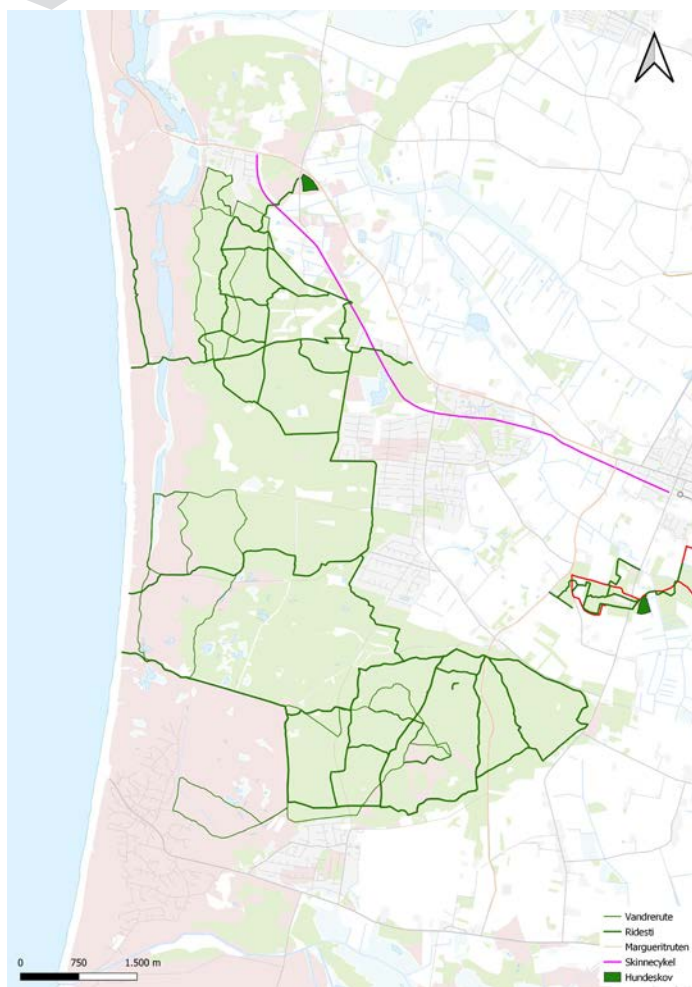 Vandrerute
Ridesti
Margueritruten
Skinnecykel
Hundeskov
0 750 1.500 m